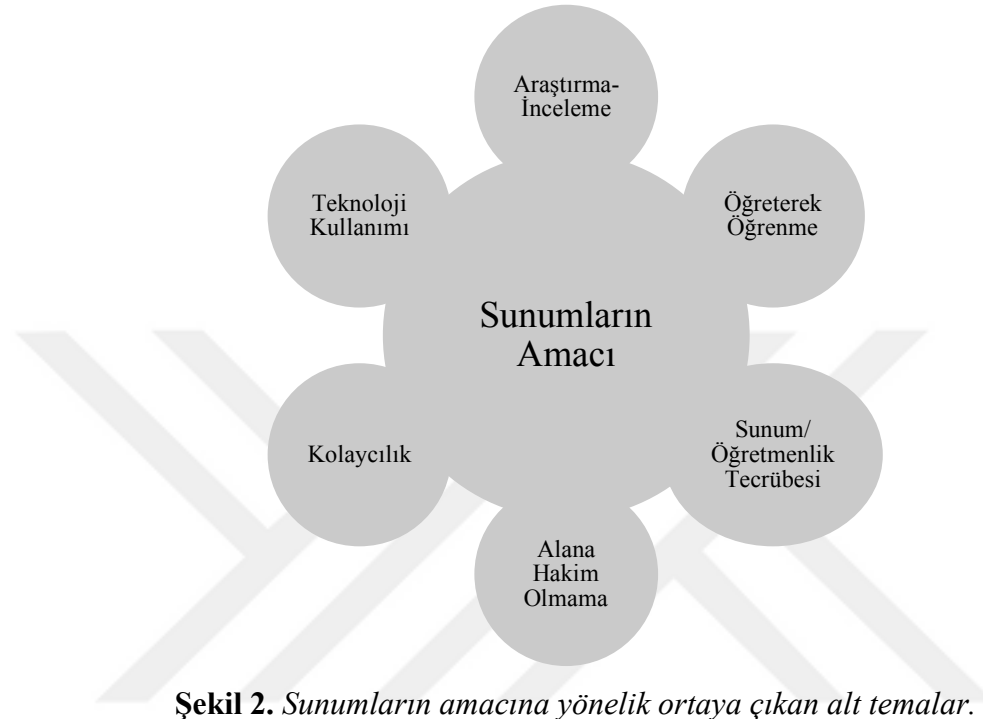 Araştırma-
İnceleme
Teknoloji
Kullanımı
Öğreterek
Öğrenme
Sunumların
Amacı
Kolaycılık
Sunum/
Öğretmenlik
Tecrübesi
Alana
Hakim
Olmama
Şekil 2. Sunumların amacına yönelik ortaya çıkan alt temalar.